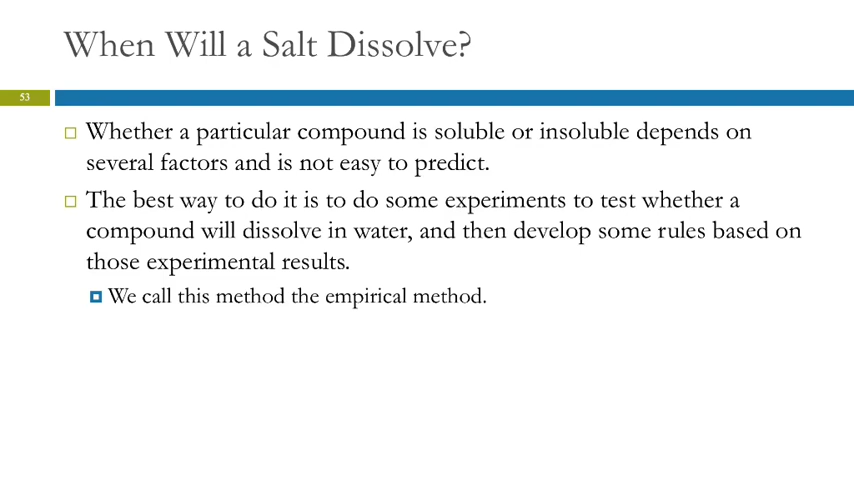 When Will a Salt Dissolve?
53
Whether a particular compound is soluble or insoluble depends on
several factors and is not easy to predict.
The best way to do it is to do some experiments to test whether a
compound will dissolve in water, and then develop some rules based on
those experimental results.
We call this method the empirical method.